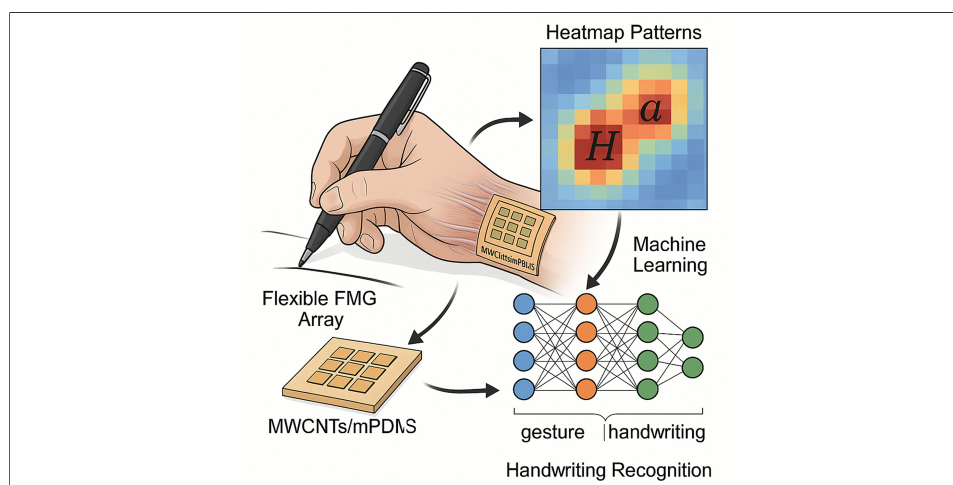 Heatmap Patterns
H
a
Machine
Learning
Flexible FMG
Array
MWCNTs/mPDMS
gesture
handwriting
Handwriting Recognition